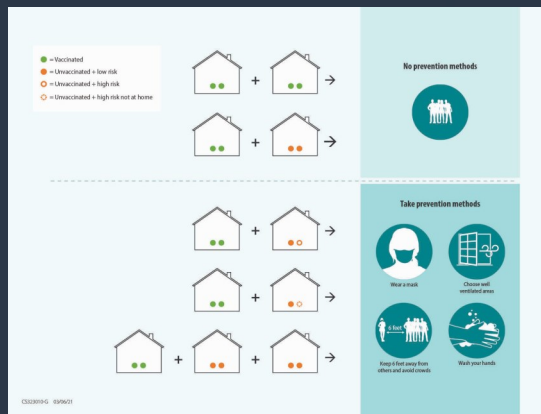 = Vaccinated
= Unvaccinated + low risk
= Unvaccinated + high risk
= Unvaccinated + high risk not at home
+
→
No prevention methods
+
→
+
→
Take prevention methods
Wear a mask
Choose well
ventilated areas
+
→
6 feet
Keep 6 feet away from
others and avoid crowds
Wash your hands
+
+
→
CS323010-G 03/06/21